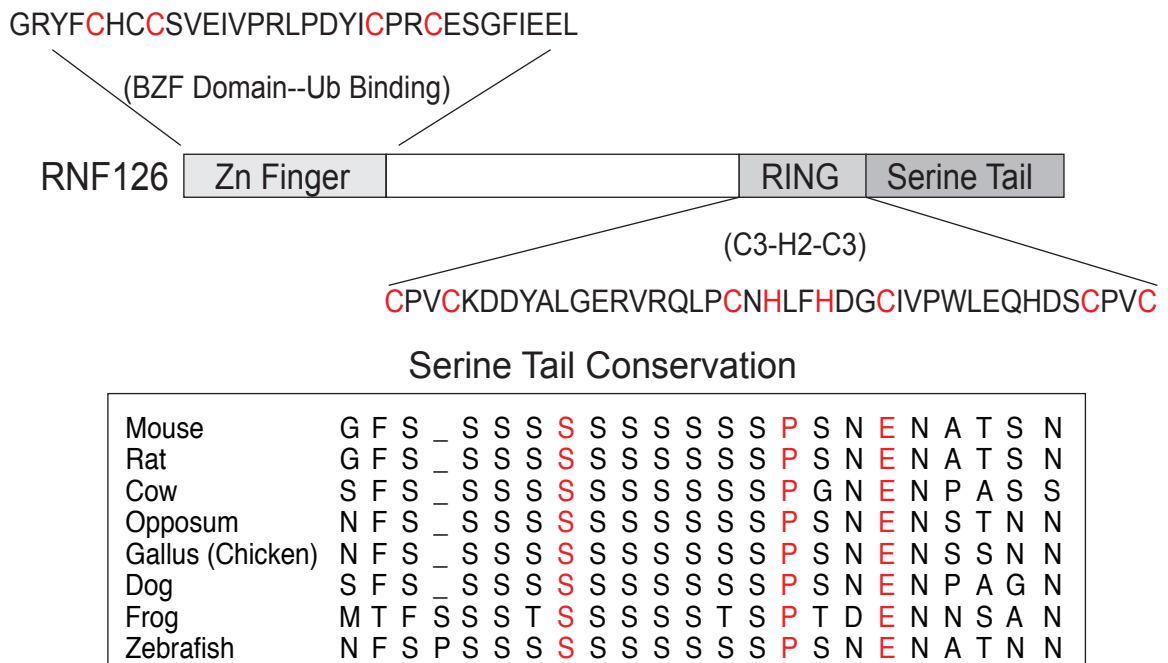 GRYFCHCCSVEIVPRLPDYICPRCESGFIEEL
(BZF Domain--Ub Binding)
RNF126 Zn Finger RING Serine Tail
(C3-H2-C3)
CPVCKDDYALGERVRQLPCNHLFHDGCIVPWLEQHDSCPVC
Serine Tail Conservation
Mouse G F S _ S S S S S S S S S S P S N E N A T S N
Rat G F S _ S S S S S S S S S S P S N E N A T S N
Cow S F S _ S S S S S S S S S S P G N E N P A S S
Opposum N F S _ S S S S S S S S S S P S N E N S T N N
Gallus (Chicken) N F S _ S S S S S S S S S S P S N E N S S N N
Dog S F S _ S S S S S S S S S S P S N E N P A G N
Frog M T F S S S T S S S S S T S P T D E N N S A N
Zebrafish N F S P S S S S S S S S S S P S N E N A T N N